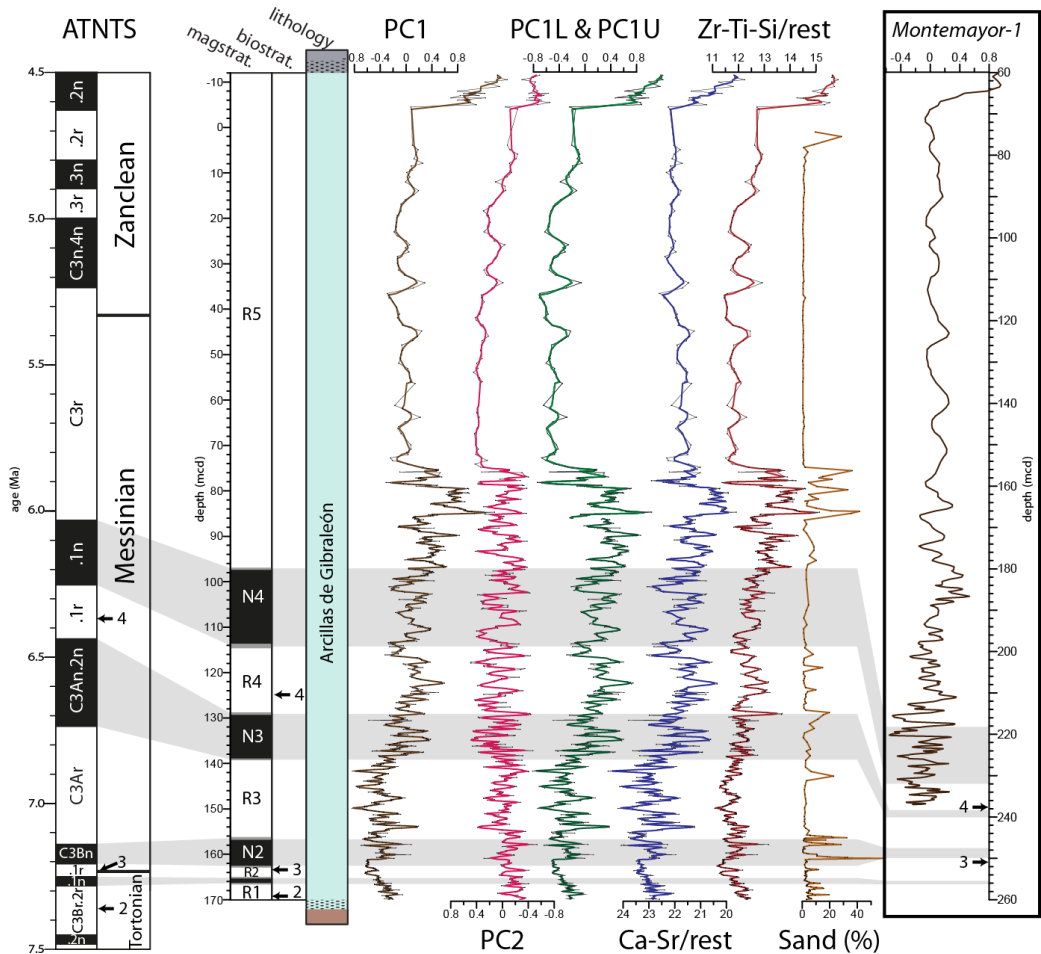 ATNTS
magstrat.
biostrat.
lithology
PC1
PC1L & PC1U
Zr-Ti-Si/rest
Montemayor-1
0.8 0.4 0 0.4 0.8
0.8 0.4 0 -0.4 -0.8
-0.8 -0.4 0 0.4 0.8
24 23 22 21 20
11 12 13 14 15
0 20 40
-0.4 0 0.4 0.8
PC2
Ca-Sr/rest
Sand (%)
age (Ma)
4.5
5.0
5.5
6.0
6.5
7.0
7.5
.2n
.2r
.3n
.3r
C3n.4n
C3r
.1n
.1r
C3An.2n
C3Ar
C3Bn
.1r
.1n
C3Br.2r
.2n
Zanclean
Messinian
Tortonian
4
3
2
depth (mcd)
-10
0
10
20
30
40
50
60
70
80
90
100
110
120
130
140
150
160
170
R5
N4
R4
N3
R3
N2
R2
R1
4
3
2
Arcillas de Gibraleón
depth (mcd)
60
80
100
120
140
160
180
200
220
240
260
4
3